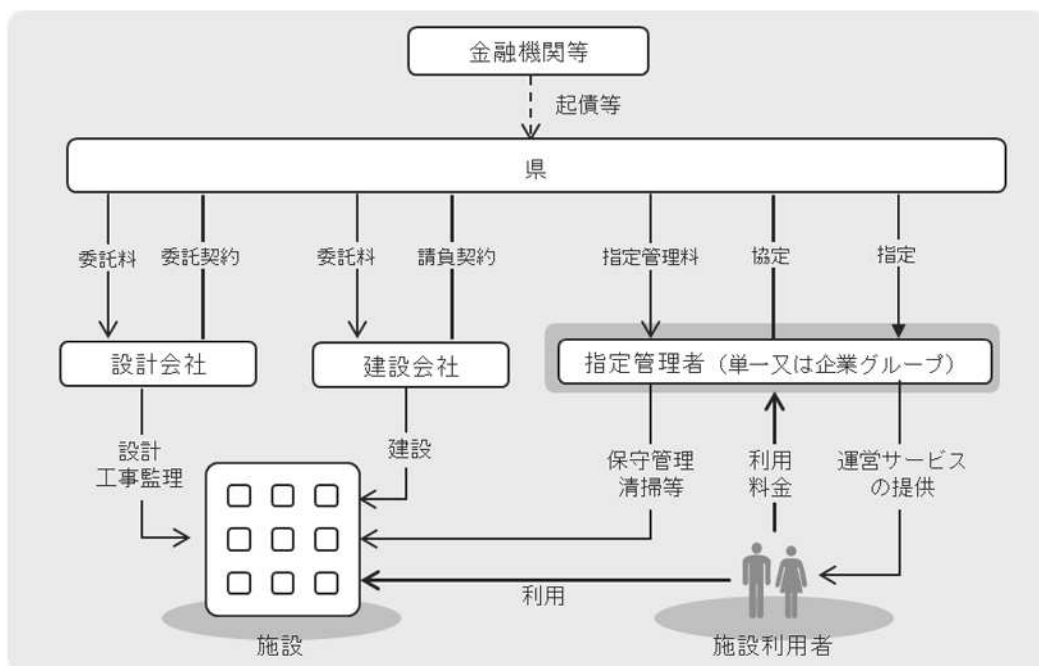 金融機関等
起債等
県
委託料
委託契約
委託料
請負契約
指定管理料
協定
指定
設計会社
建設会社
指定管理者（単一又は企業グループ）
設計
工事監理
建設
保守管理
清掃等
利用
料金
運営サービス
の提供
利用
施設
施設利用者